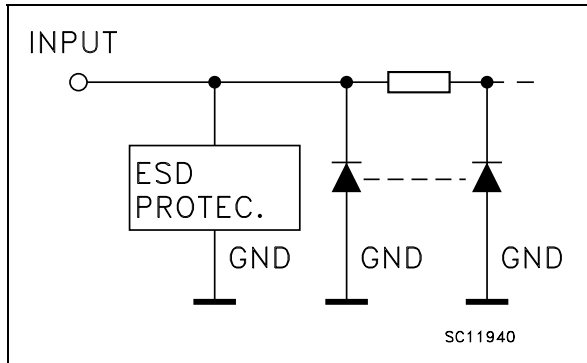 INPUT
ESD
PROTEC.
GND
GND
GND
SC11940